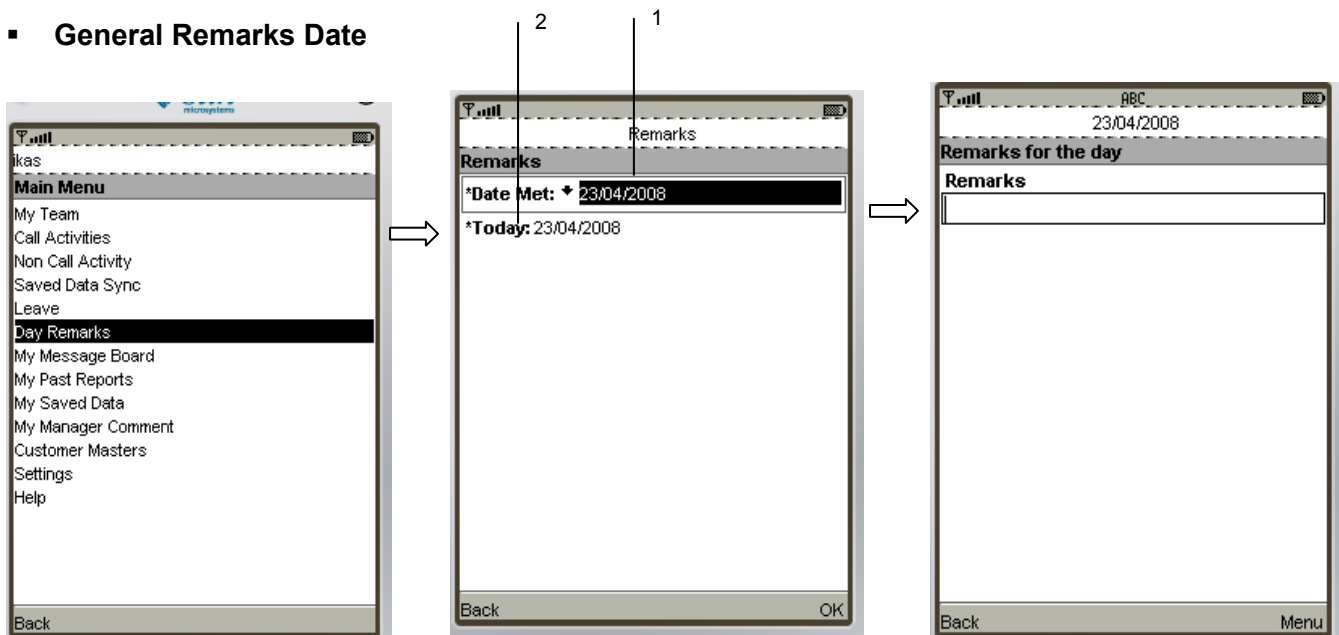 ▪ General Remarks Date
2
1
microsystems
ikas
Main Menu
My Team
Call Activities
Non Call Activity
Saved Data Sync
Leave
Day Remarks
My Message Board
My Past Reports
My Saved Data
My Manager Comment
Customer Masters
Settings
Help
Back
Remarks
Remarks
*Date Met: 23/04/2008
*Today: 23/04/2008
Back OK
ABC
23/04/2008
Remarks for the day
Remarks
Back Menu